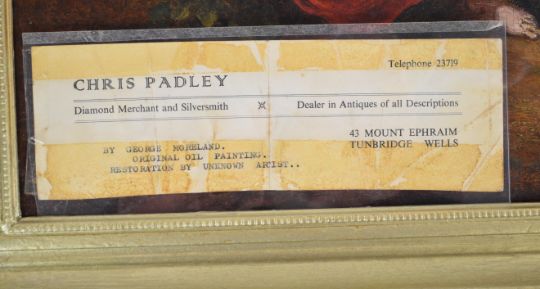 Telephone 23719
CHRIS PADLEY
Diamond Merchant and Silversmith
Dealer in Antiques of all Descriptions
43 MOUNT EPHRAIM
TUNBRIDGE WELLS
BY GEORGE MORELAND.
ORIGINAL OIL PAINTING.
RESTORATION BY UNKNOWN ARTIST..